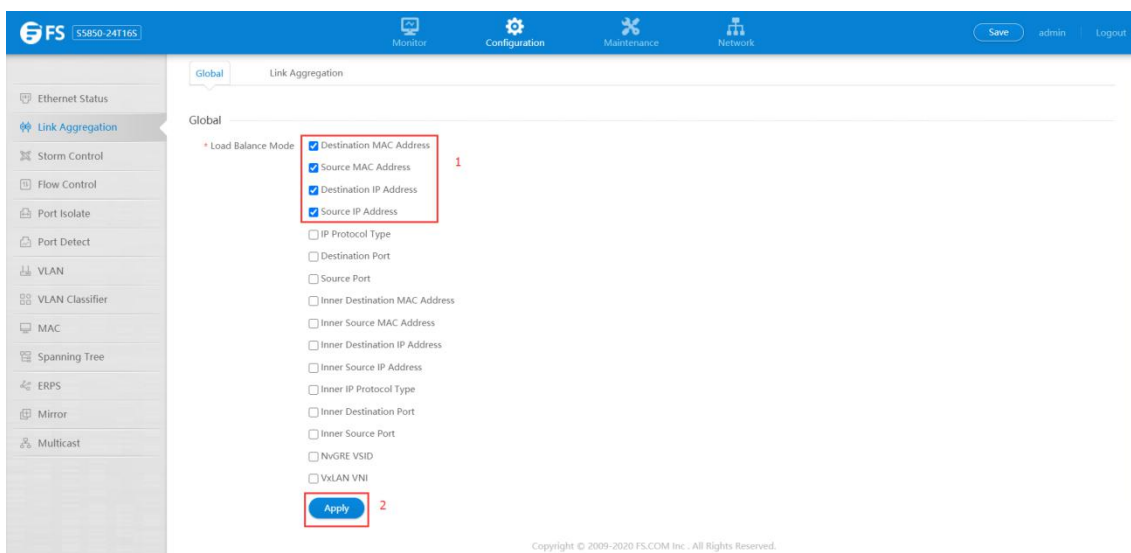 FS S5850-24T16S
Monitor
Configuration
Maintenance
Network
Save
admin
Logout
Ethernet Status
Link Aggregation
Storm Control
Flow Control
Port Isolate
Port Detect
VLAN
VLAN Classifier
MAC
Spanning Tree
ERPS
Mirror
Multicast
Global
Link Aggregation
Global
* Load Balance Mode
Destination MAC Address
Source MAC Address
1
Destination IP Address
Source IP Address
IP Protocol Type
Destination Port
Source Port
Inner Destination MAC Address
Inner Source MAC Address
Inner Destination IP Address
Inner Source IP Address
Inner IP Protocol Type
Inner Destination Port
Inner Source Port
NvGRE VSID
VxLAN VNI
Apply
2
Copyright © 2009-2020 FS.COM Inc . All Rights Reserved.